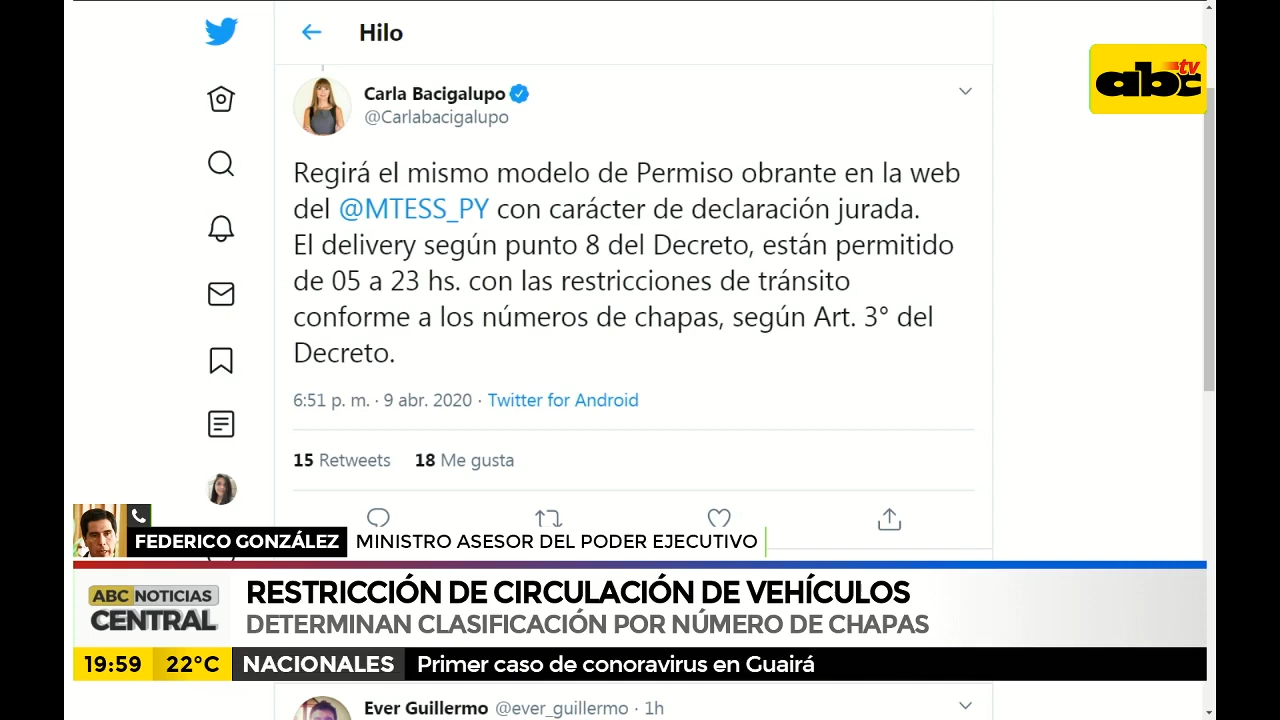 Hilo
abc tv
Carla Bacigalupo
@Carlabacigalupo
Regirá el mismo modelo de Permiso obrante en la web
del @MTESS_PY con carácter de declaración jurada.
El delivery según punto 8 del Decreto, están permitido
de 05 a 23 hs. con las restricciones de tránsito
conforme a los números de chapas, según Art. 3° del
Decreto.
6:51 p. m. · 9 abr. 2020 · Twitter for Android
15 Retweets 18 Me gusta
FEDERICO GONZÁLEZ MINISTRO ASESOR DEL PODER EJECUTIVO
ABC NOTICIAS
CENTRAL
RESTRICCIÓN DE CIRCULACIÓN DE VEHÍCULOS
DETERMINAN CLASIFICACIÓN POR NÚMERO DE CHAPAS
19:59 22°C NACIONALES Primer caso de conoravirus en Guairá
Ever Guillermo @ever_guillermo · 1h